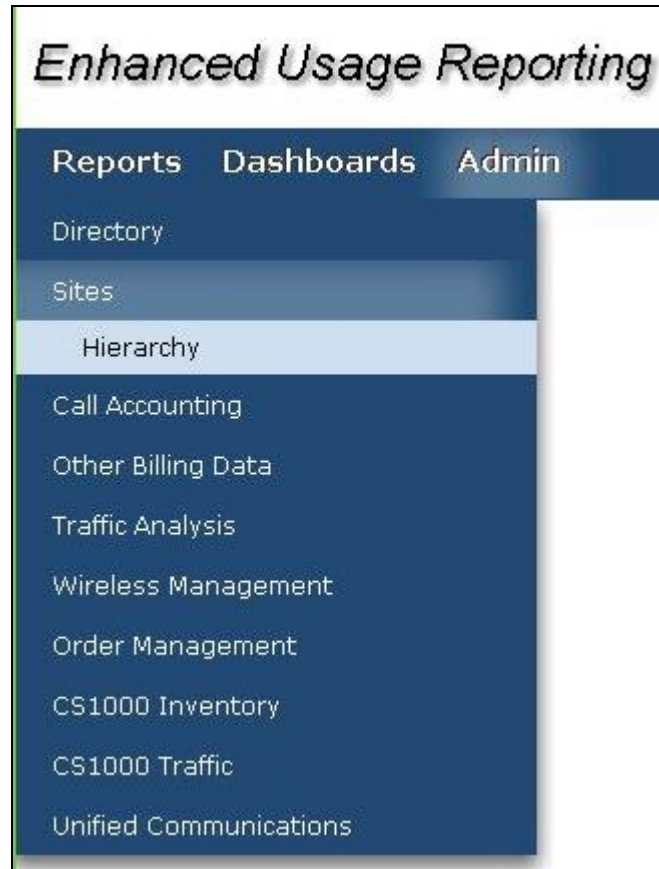 Enhanced Usage Reporting
Reports Dashboards Admin
Directory
Sites
Hierarchy
Call Accounting
Other Billing Data
Traffic Analysis
Wireless Management
Order Management
CS1000 Inventory
CS1000 Traffic
Unified Communications